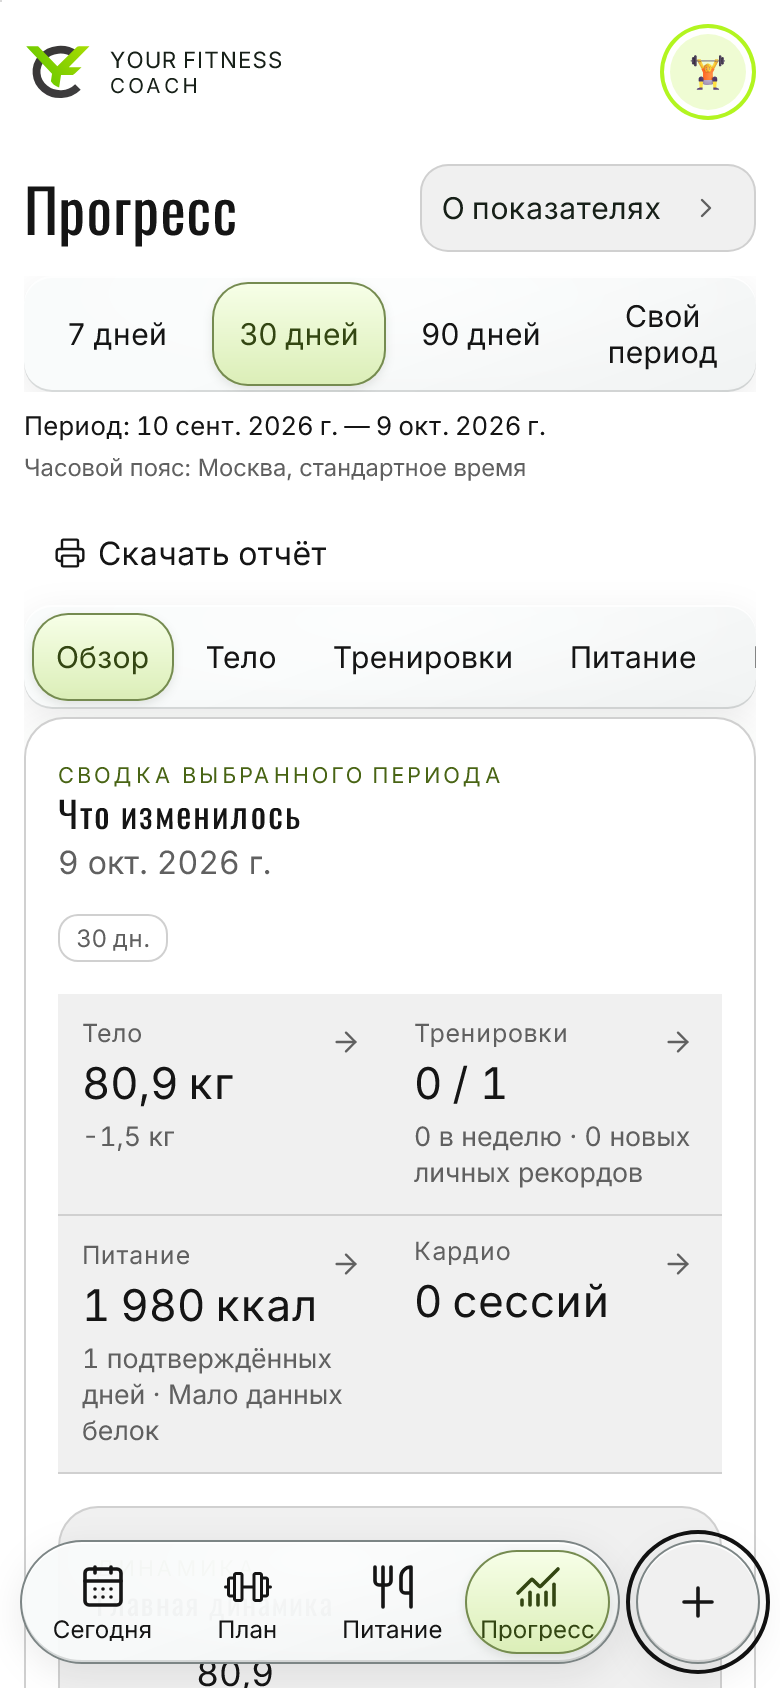 YOUR FITNESS
COACH
Прогресс
О показателях
7 дней
30 дней
90 дней
Свой
период
Период: 10 сент. 2026 г. — 9 окт. 2026 г.
Часовой пояс: Москва, стандартное время
Скачать отчёт
Обзор
Тело
Тренировки
Питание
СВОДКА ВЫБРАННОГО ПЕРИОДА
Что изменилось
9 окт. 2026 г.
30 дн.
Тело
80,9 кг
-1,5 кг
Тренировки
0 / 1
0 в неделю · 0 новых
личных рекордов
Питание
1 980 ккал
1 подтверждённых
дней · Мало данных
белок
Кардио
0 сессий
Главная динамика
Сегодня
План
Питание
Прогресс
80,9